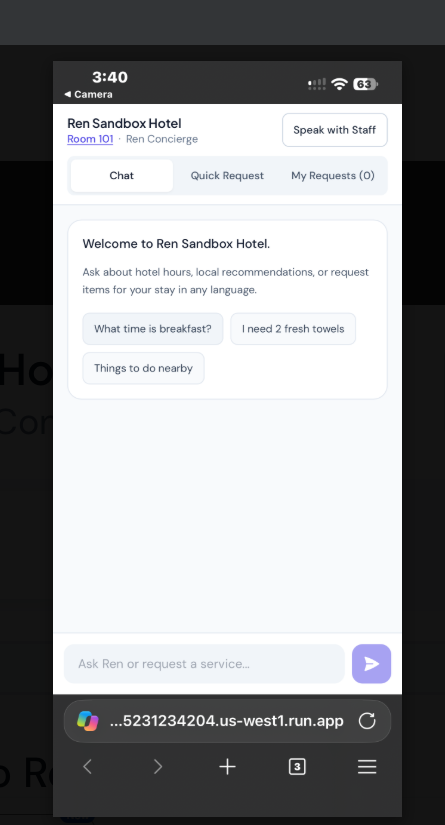 3:40
63
◀ Camera
Ren Sandbox Hotel
Room 101 · Ren Concierge
Speak with Staff
Chat
Quick Request
My Requests (0)
Welcome to Ren Sandbox Hotel.
Ask about hotel hours, local recommendations, or request
items for your stay in any language.
What time is breakfast?
I need 2 fresh towels
Things to do nearby
Ask Ren or request a service...
...5231234204.us-west1.run.app
3
Ho
Con
o Re